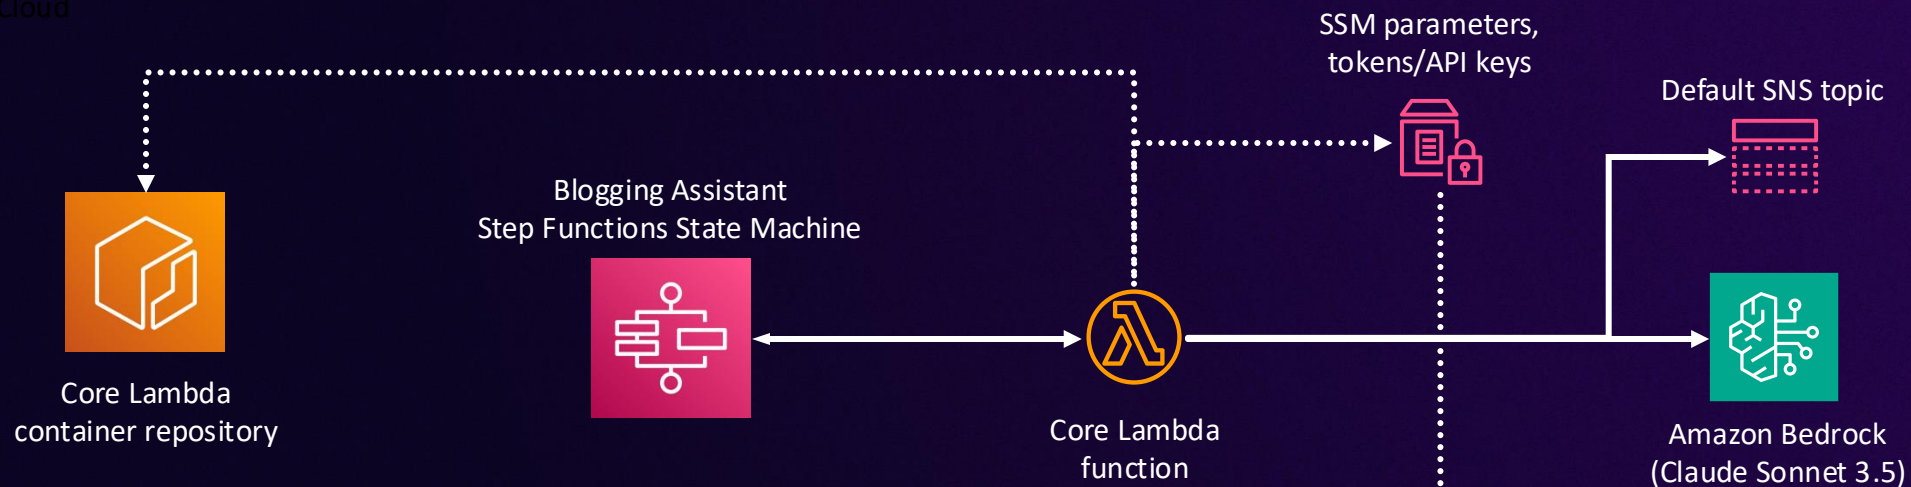 Cloud
SSM parameters,
tokens/API keys
Default SNS topic
Blogging Assistant
Step Functions State Machine
Core Lambda
container repository
Core Lambda
function
Amazon Bedrock
(Claude Sonnet 3.5)